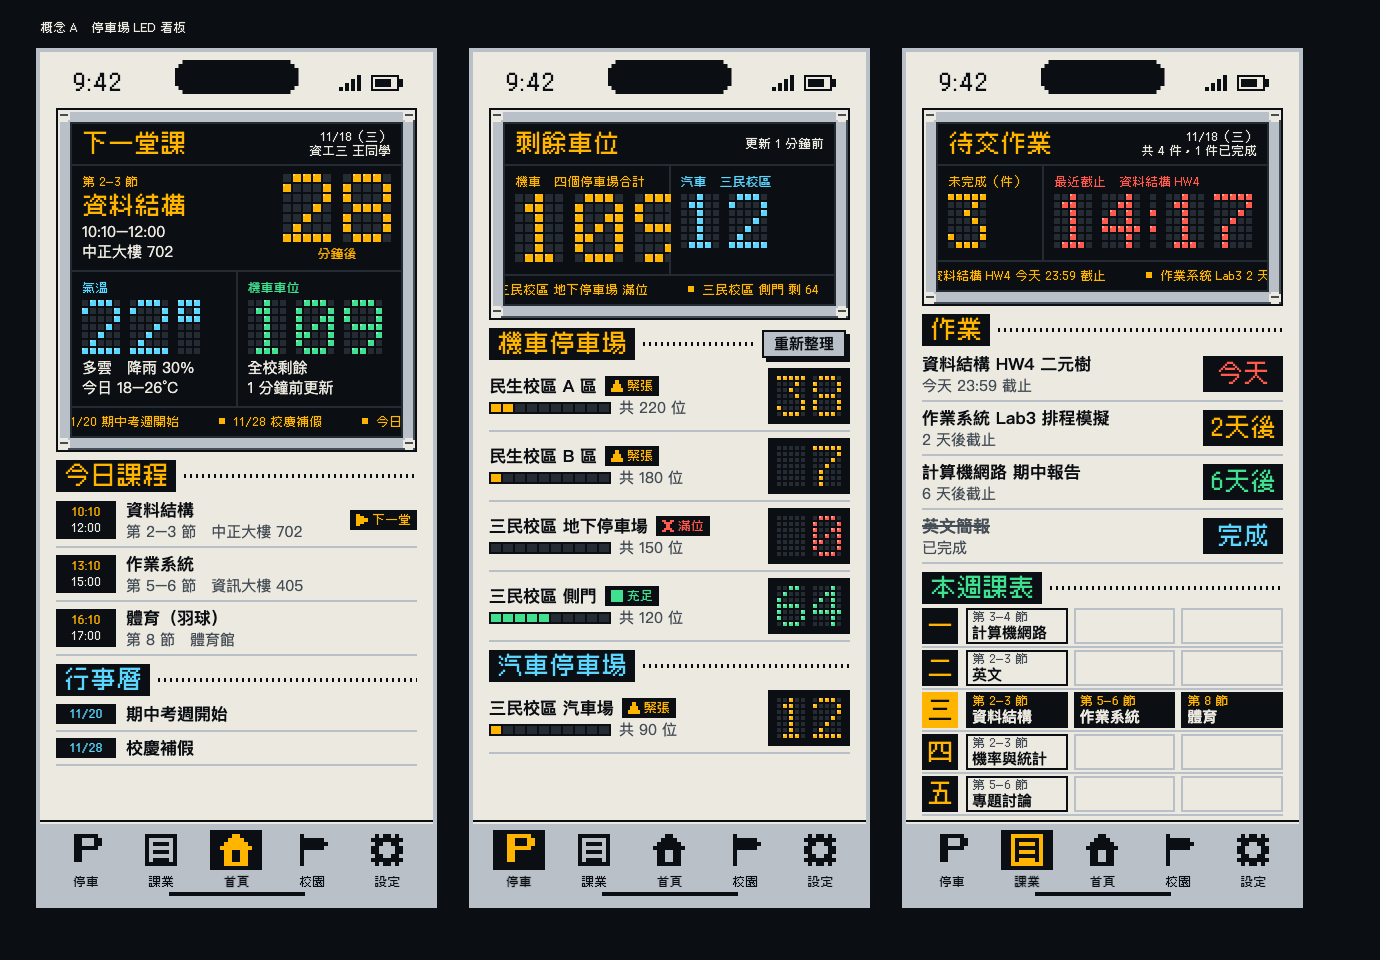 概念 A　停車場 LED 看板
9:42
下一堂課
11/18（三）
資工三 王同學
第 2–3 節
資料結構
10:10—12:00
中正大樓 702
28
分鐘後
氣溫
22°
多雲　降雨 30%
今日 18—26°C
機車車位
109
全校剩餘
1 分鐘前更新
1/20 期中考週開始 ■ 11/28 校慶補假 ■ 今日
今日課程
10:10
12:00
資料結構
第 2–3 節　中正大樓 702
下一堂
13:10
15:00
作業系統
第 5–6 節　資訊大樓 405
16:10
17:00
體育（羽球）
第 8 節　體育館
行事曆
11/20 期中考週開始
11/28 校慶補假
停車 課業 首頁 校園 設定
9:42
剩餘車位
更新 1 分鐘前
機車　四個停車場合計
105
汽車　三民校區
12
三民校區 地下停車場 滿位 ■ 三民校區 側門 剩 64
機車停車場
重新整理
民生校區 A 區 緊張
共 220 位
38
民生校區 B 區 緊張
共 180 位
7
三民校區 地下停車場 滿位
共 150 位
0
三民校區 側門 充足
共 120 位
64
汽車停車場
三民校區 汽車場 緊張
共 90 位
12
停車 課業 首頁 校園 設定
9:42
待交作業
11/18（三）
共 4 件，1 件已完成
未完成（件）
3
最近截止　資料結構 HW4
14:17
資料結構 HW4 今天 23:59 截止 ■ 作業系統 Lab3 2 天
作業
資料結構 HW4 二元樹
今天 23:59 截止
今天
作業系統 Lab3 排程模擬
2 天後截止
2天後
計算機網路 期中報告
6 天後截止
6天後
英文簡報
已完成
完成
本週課表
一
第 3–4 節
計算機網路
二
第 2–3 節
英文
三
第 2–3 節
資料結構
第 5–6 節
作業系統
第 8 節
體育
四
第 2–3 節
機率與統計
五
第 5–6 節
專題討論
停車 課業 首頁 校園 設定